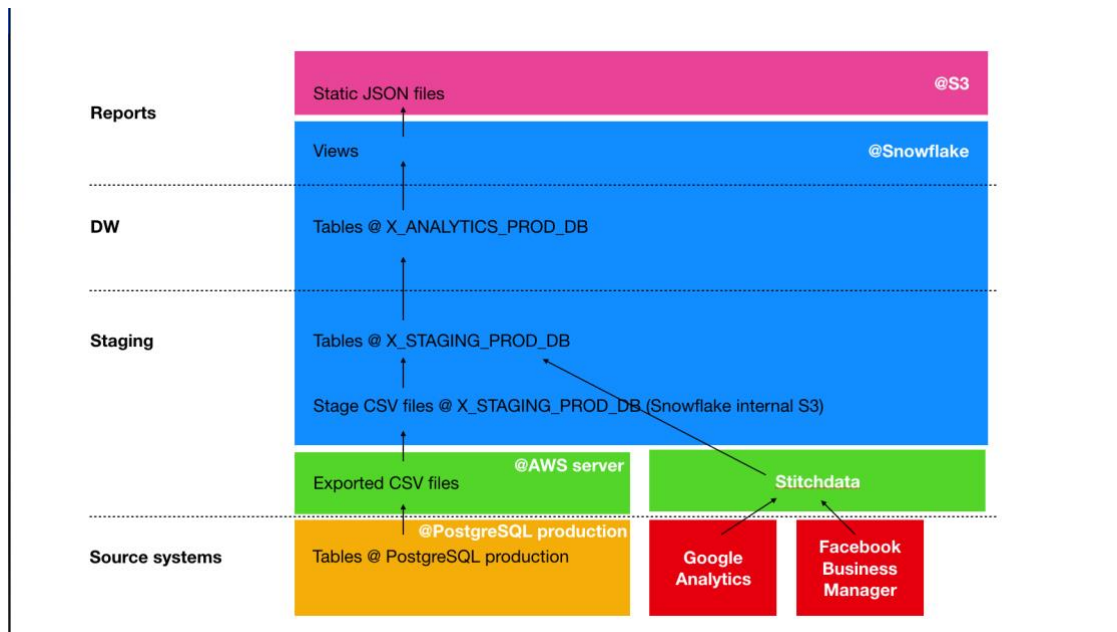 @S3
Static JSON files
Reports
Views
@Snowflake
DW
Tables @ X_ANALYTICS_PROD_DB
Staging
Tables @ X_STAGING_PROD_DB
Stage CSV files @ X_STAGING_PROD_DB (Snowflake internal S3)
@AWS server
Exported CSV files
Stitchdata
@PostgreSQL production
Source systems
Tables @ PostgreSQL production
Google
Analytics
Facebook
Business
Manager